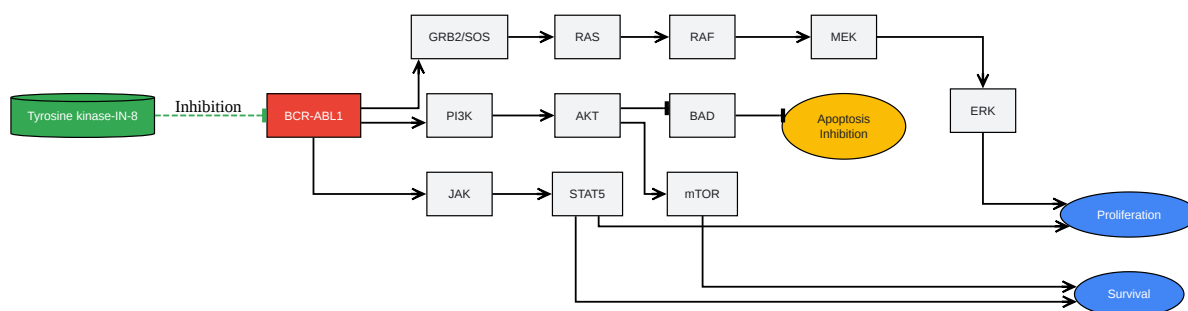 GRB2/SOS
RAS
RAF
MEK
Tyrosine kinase-IN-8
Inhibition
BCR-ABL1
PI3K
AKT
BAD
Apoptosis
Inhibition
ERK
JAK
STAT5
mTOR
Proliferation
Survival